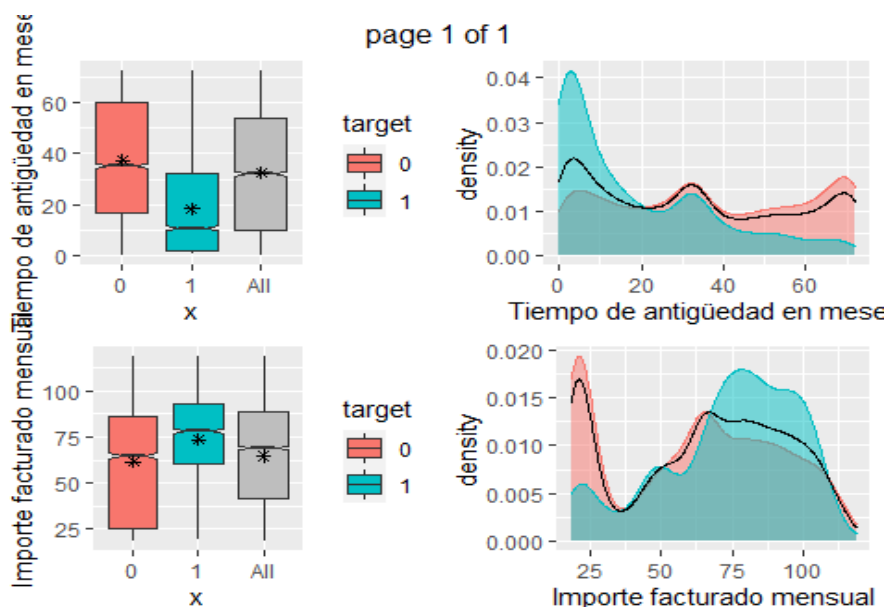 page 1 of 1
Tiempo de antigüedad en mese
60
40
20
0
0
1
All
x
target
0
1
density
0.04
0.03
0.02
0.01
0.00
0
20
40
60
Tiempo de antigüedad en mese
Importe facturado mensual
100
75
50
25
0
1
All
x
target
0
1
density
0.020
0.015
0.010
0.005
0.000
25
50
75
100
Importe facturado mensual